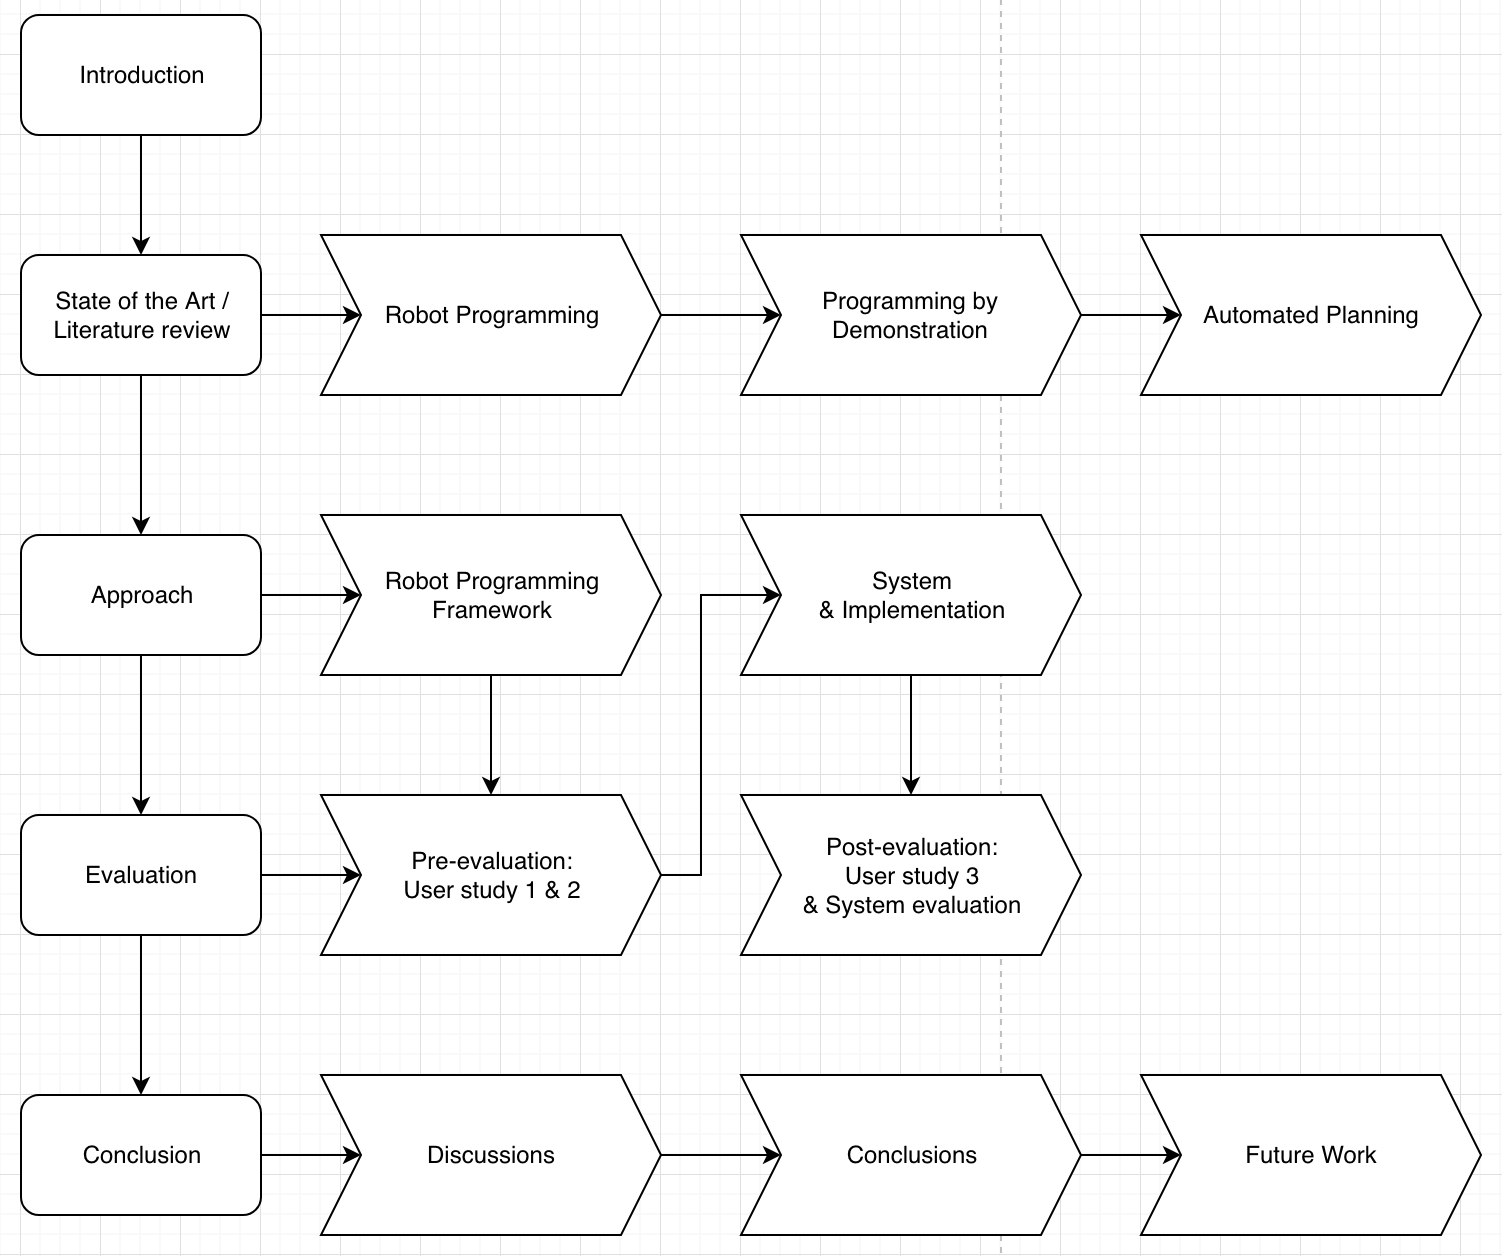 Introduction
State of the Art /
Literature review
Robot Programming
Programming by
Demonstration
Automated Planning
Approach
Robot Programming
Framework
System
& Implementation
Evaluation
Pre-evaluation:
User study 1 & 2
Post-evaluation:
User study 3
& System evaluation
Conclusion
Discussions
Conclusions
Future Work